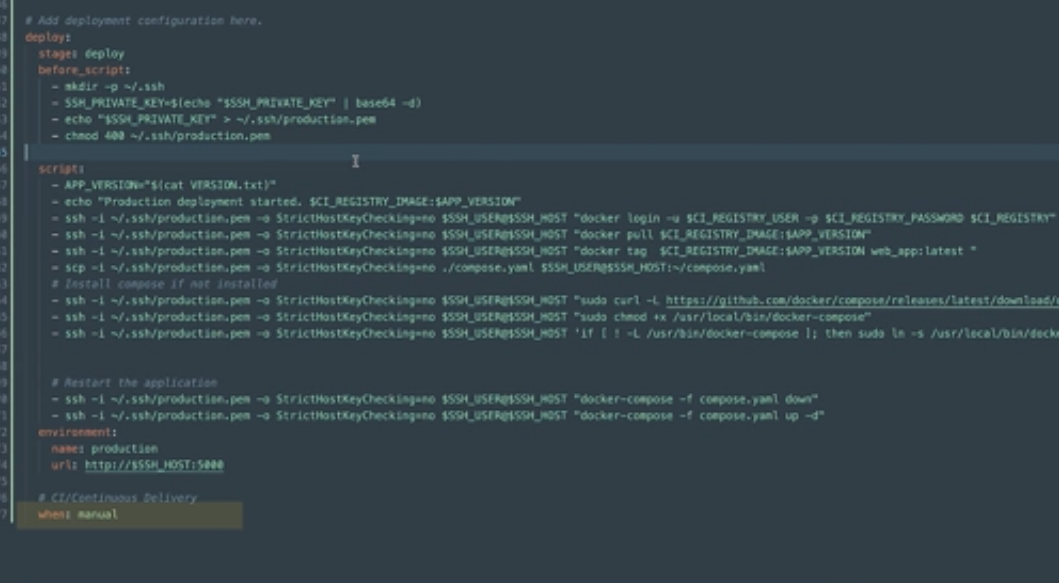 # Add deployment configuration here.
deploy:
stage: deploy
before_script:
- mkdir -p ~/.ssh
- SSH_PRIVATE_KEY=$(echo "$SSH_PRIVATE_KEY" | base64 -d)
- echo "$SSH_PRIVATE_KEY" > ~/.ssh/production.pem
- chmod 400 ~/.ssh/production.pem
script:
- APP_VERSION="$(cat VERSION.txt)"
- echo "Production deployment started. $CI_REGISTRY_IMAGE:$APP_VERSION"
- ssh -i ~/.ssh/production.pem -o StrictHostKeyChecking=no $SSH_USER@$SSH_HOST "docker login -u $CI_REGISTRY_USER -p $CI_REGISTRY_PASSWORD $CI_REGISTRY"
- ssh -i ~/.ssh/production.pem -o StrictHostKeyChecking=no $SSH_USER@$SSH_HOST "docker pull $CI_REGISTRY_IMAGE:$APP_VERSION"
- ssh -i ~/.ssh/production.pem -o StrictHostKeyChecking=no $SSH_USER@$SSH_HOST "docker tag $CI_REGISTRY_IMAGE:$APP_VERSION web_app:latest "
- scp -i ~/.ssh/production.pem -o StrictHostKeyChecking=no ./compose.yaml $SSH_USER@$SSH_HOST:~/compose.yaml
# Install compose if not installed
- ssh -i ~/.ssh/production.pem -o StrictHostKeyChecking=no $SSH_USER@$SSH_HOST "sudo curl -L https://github.com/docker/compose/releases/latest/download/
- ssh -i ~/.ssh/production.pem -o StrictHostKeyChecking=no $SSH_USER@$SSH_HOST "sudo chmod +x /usr/local/bin/docker-compose"
- ssh -i ~/.ssh/production.pem -o StrictHostKeyChecking=no $SSH_USER@$SSH_HOST 'if [ ! -L /usr/bin/docker-compose ]; then sudo ln -s /usr/local/bin/docke
# Restart the application
- ssh -i ~/.ssh/production.pem -o StrictHostKeyChecking=no $SSH_USER@$SSH_HOST "docker-compose -f compose.yaml down"
- ssh -i ~/.ssh/production.pem -o StrictHostKeyChecking=no $SSH_USER@$SSH_HOST "docker-compose -f compose.yaml up -d"
environment:
name: production
url: http://$SSH_HOST:5000
# CI/Continuous Delivery
when: manual